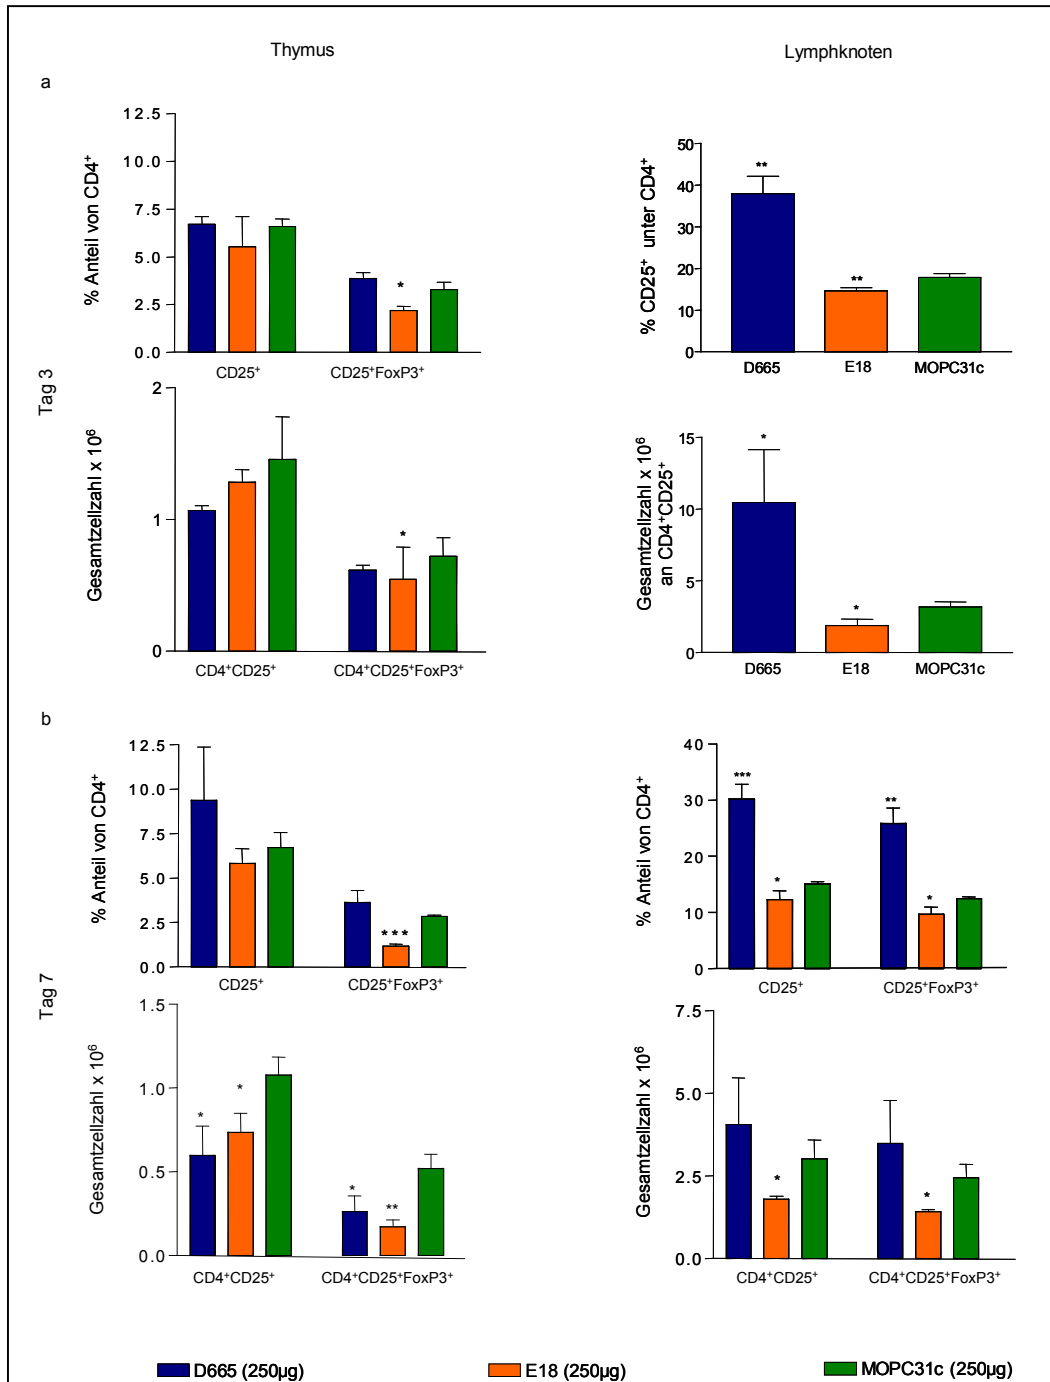 Thymus
Lymphknoten
a
Tag 3
% Anteil von CD4⁺
12.5
10.0
7.5
5.0
2.5
0.0
CD25⁺ CD25⁺FoxP3⁺
*
% CD25⁺ unter CD4⁺
50
40
30
20
10
0
** **
D665 E18 MOPC31c
Gesamtzellzahl x 10⁶
2
1
0
*
CD4⁺CD25⁺ CD4⁺CD25⁺FoxP3⁺
Gesamtzellzahl x 10⁶
an CD4⁺CD25⁺
15
10
5
0
* *
D665 E18 MOPC31c
b
Tag 7
% Anteil von CD4⁺
12.5
10.0
7.5
5.0
2.5
0.0
***
CD25⁺ CD25⁺FoxP3⁺
% Anteil von CD4⁺
40
30
20
10
0
*** * ** *
CD25⁺ CD25⁺FoxP3⁺
Gesamtzellzahl x 10⁶
1.5
1.0
0.5
0.0
* * * **
CD4⁺CD25⁺ CD4⁺CD25⁺FoxP3⁺
Gesamtzellzahl x 10⁶
7.5
5.0
2.5
0.0
* *
CD4⁺CD25⁺ CD4⁺CD25⁺FoxP3⁺
D665 (250µg) E18 (250µg) MOPC31c (250µg)